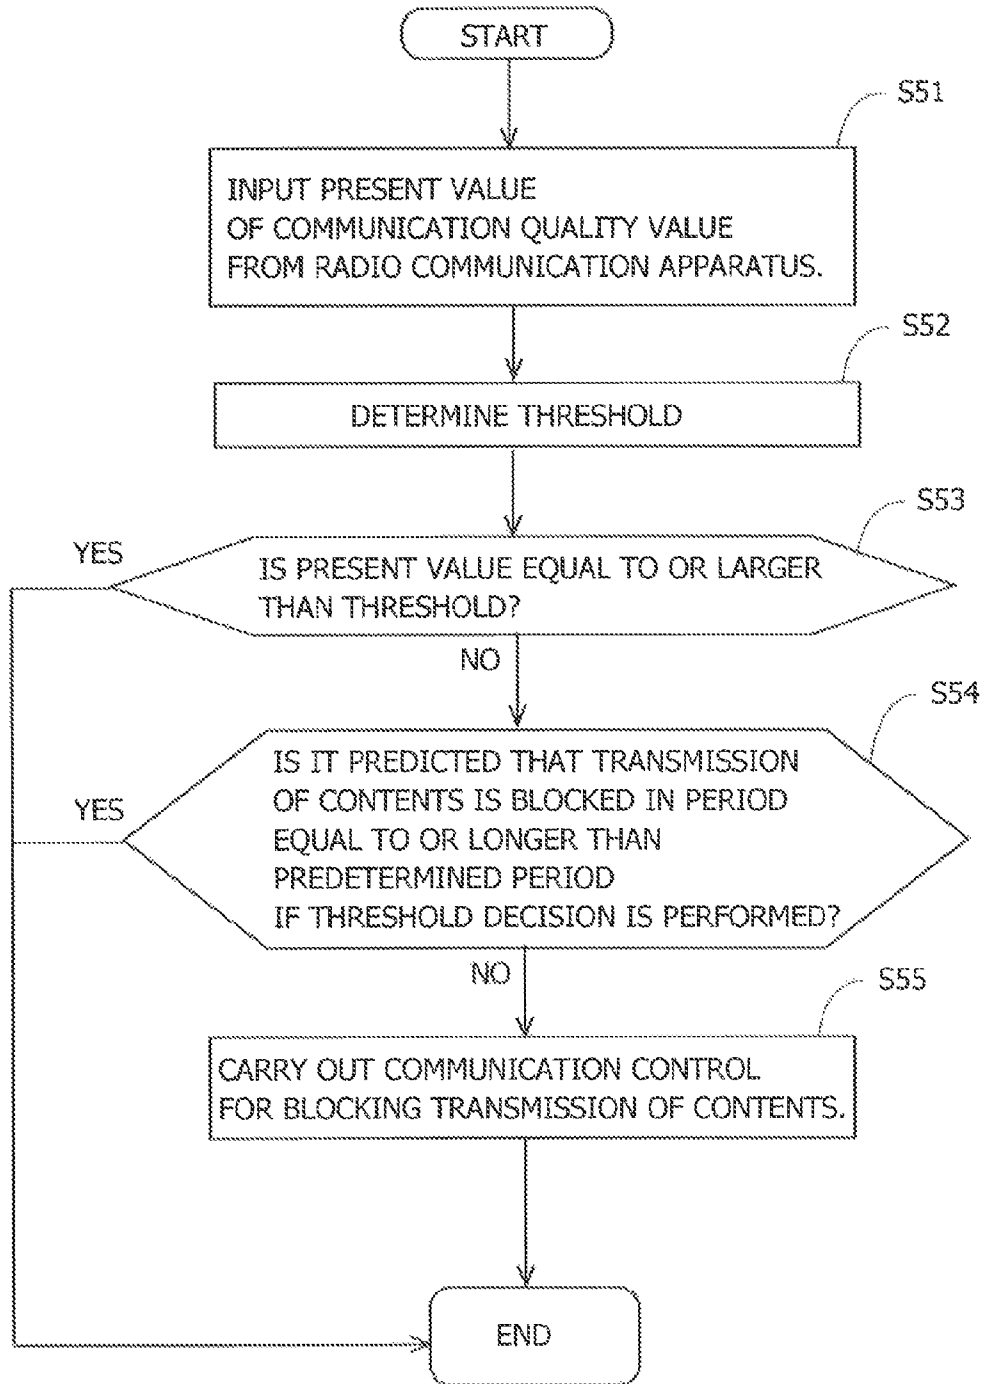 START
S51
INPUT PRESENT VALUE
OF COMMUNICATION QUALITY VALUE
FROM RADIO COMMUNICATION APPARATUS.
S52
DETERMINE THRESHOLD
S53
YES
IS PRESENT VALUE EQUAL TO OR LARGER
THAN THRESHOLD?
NO
S54
YES
IS IT PREDICTED THAT TRANSMISSION
OF CONTENTS IS BLOCKED IN PERIOD
EQUAL TO OR LONGER THAN
PREDETERMINED PERIOD
IF THRESHOLD DECISION IS PERFORMED?
NO
S55
CARRY OUT COMMUNICATION CONTROL
FOR BLOCKING TRANSMISSION OF CONTENTS.
END